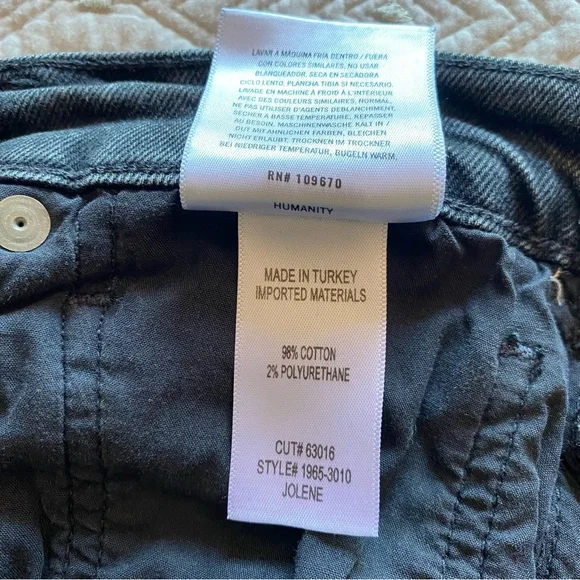 LAVAR A MÁQUINA FRIA DENTRO / FUERA
CON COLORES SIMILARES, NO USAR
BLANQUEADOR. SECA EN SECADORA
CICLO LENTO. PLANCHA TIBIA SI NECESARIO.
LAVAGE EN MACHINE À FROID À L'INTÉRIEUR
AVEC DES COULEURS SIMILAIRES, NORMAL,
NE PAS UTILISER D'AGENTS DEBLANCHIMENT,
SÉCHER A BASSE TEMPERATURE, REPASSER
AU BESOIN. MASCHINENWÄSCHE KALT IN /
OUT MIT ÄHNLICHEN FARBEN, BLEICHEN
NICHT ERLAUBT, TROCKNEN IM TROCKNER
BEI NIEDRIGER TEMPERATUR, BÜGELN WARM.
RN# 109670
HUMANITY
MADE IN TURKEY
IMPORTED MATERIALS
98% COTTON
2% POLYURETHANE
CUT# 63016
STYLE# 1965-3010
JOLENE